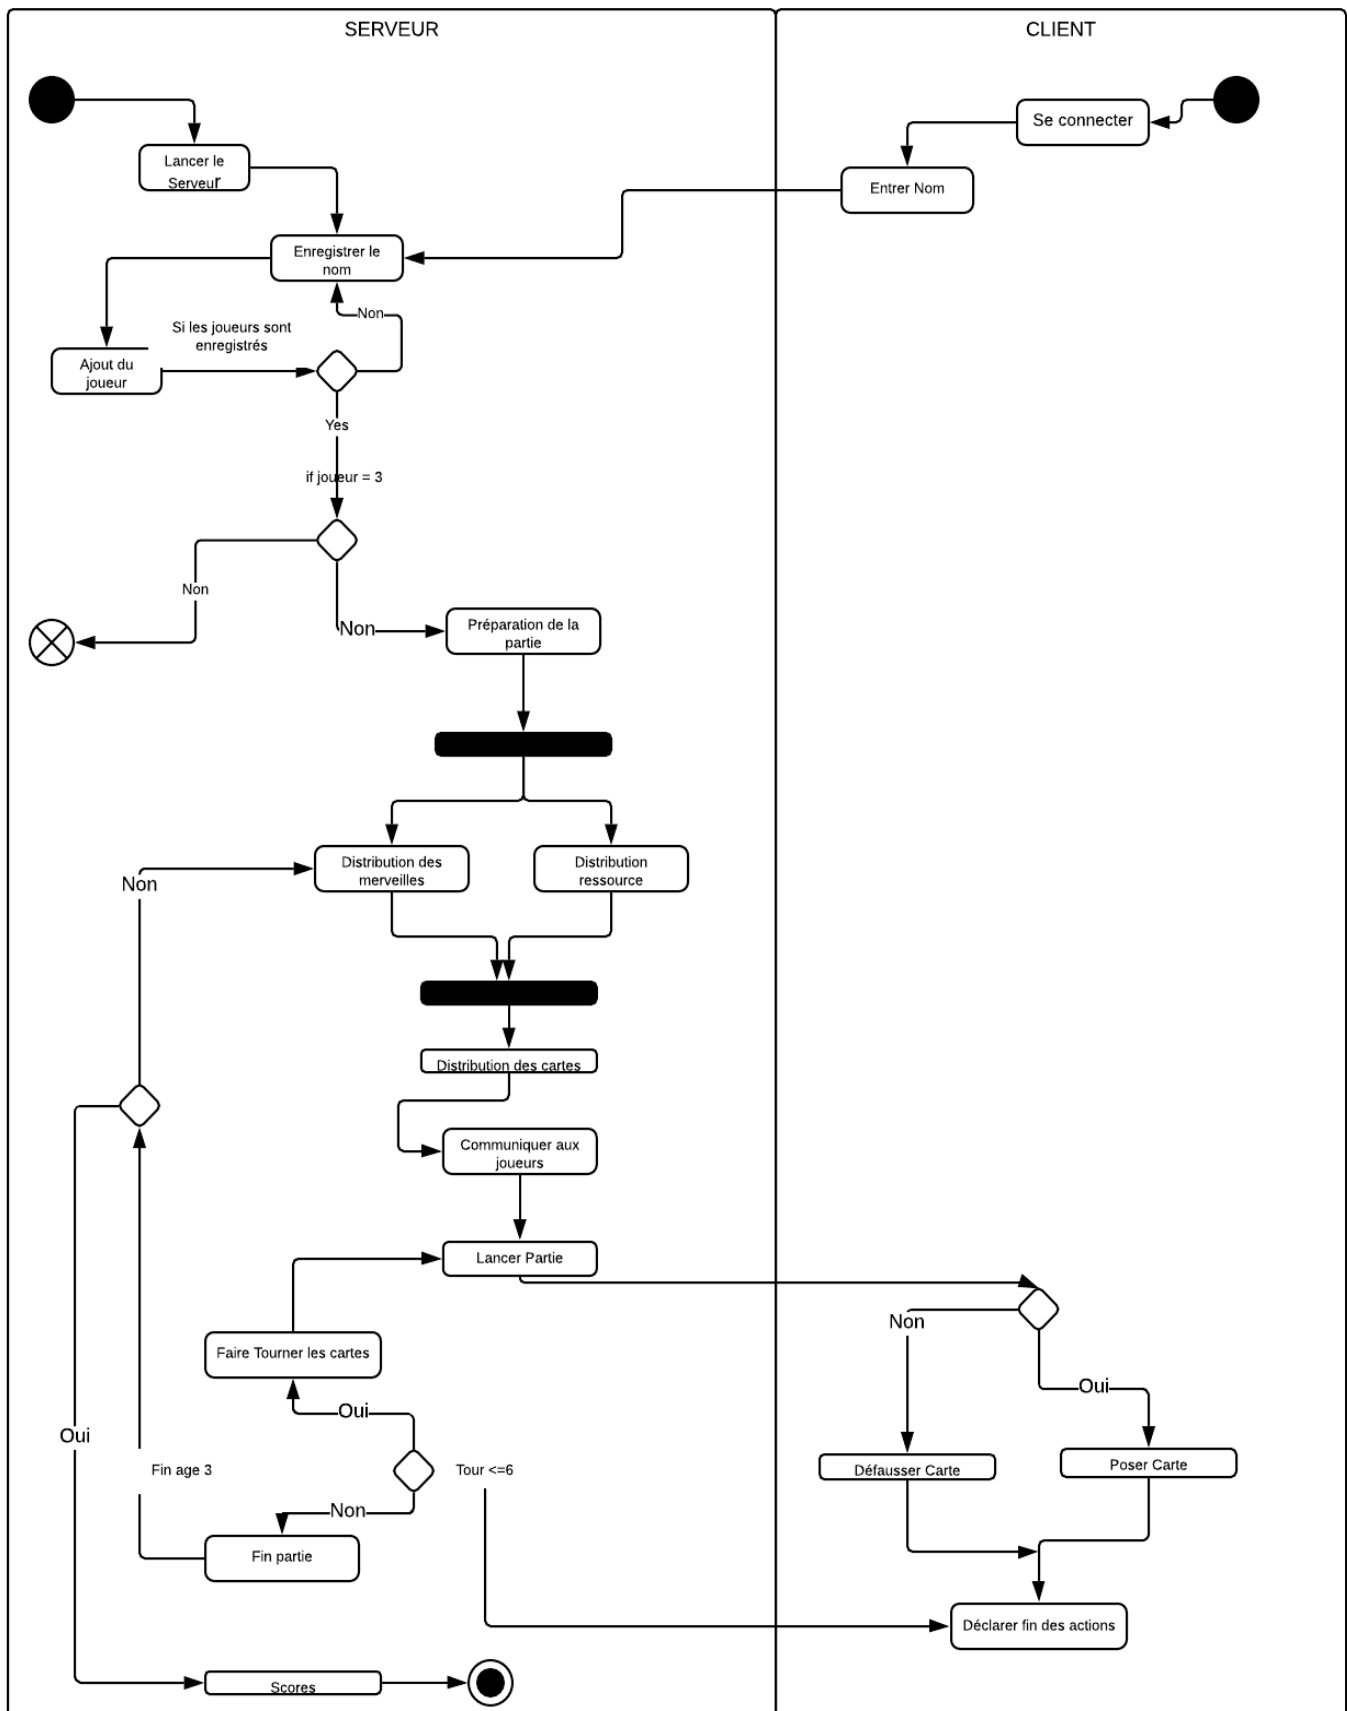 SERVEUR
CLIENT
Se connecter
Lancer le
Serveur
Entrer Nom
Enregistrer le
nom
Non
Si les joueurs sont
enregistrés
Ajout du
joueur
Yes
if joueur = 3
Non
Non
Préparation de la
partie
Distribution des
merveilles
Distribution
ressource
Non
Distribution des cartes
Communiquer aux
joueurs
Lancer Partie
Non
Faire Tourner les cartes
Oui
Oui
Oui
Fin age 3
Tour <=6
Défausser Carte
Poser Carte
Non
Fin partie
Déclarer fin des actions
Scores